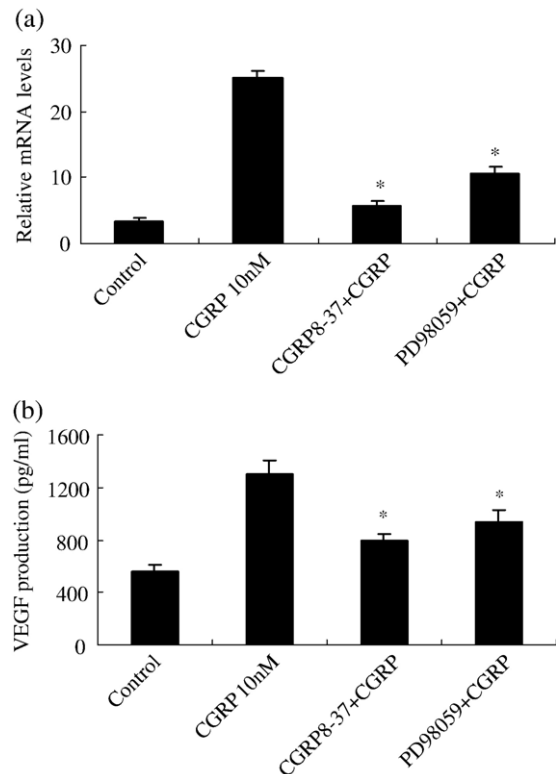 (a)
Relative mRNA levels
30
20
10
0
*
*
Control
CGRP 10nM
CGRP8-37+CGRP
PD98059+CGRP
(b)
VEGF production (pg/ml)
1600
1200
800
400
0
*
*
Control
CGRP 10nM
CGRP8-37+CGRP
PD98059+CGRP